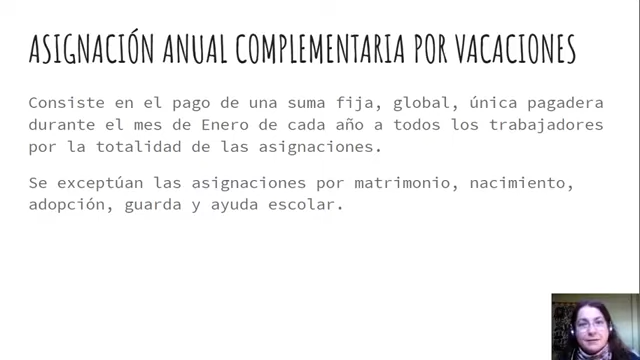 ASIGNACIÓN ANUAL COMPLEMENTARIA POR VACACIONES
Consiste en el pago de una suma fija, global, única pagadera
durante el mes de Enero de cada año a todos los trabajadores
por la totalidad de las asignaciones.
Se exceptúan las asignaciones por matrimonio, nacimiento,
adopción, guarda y ayuda escolar.